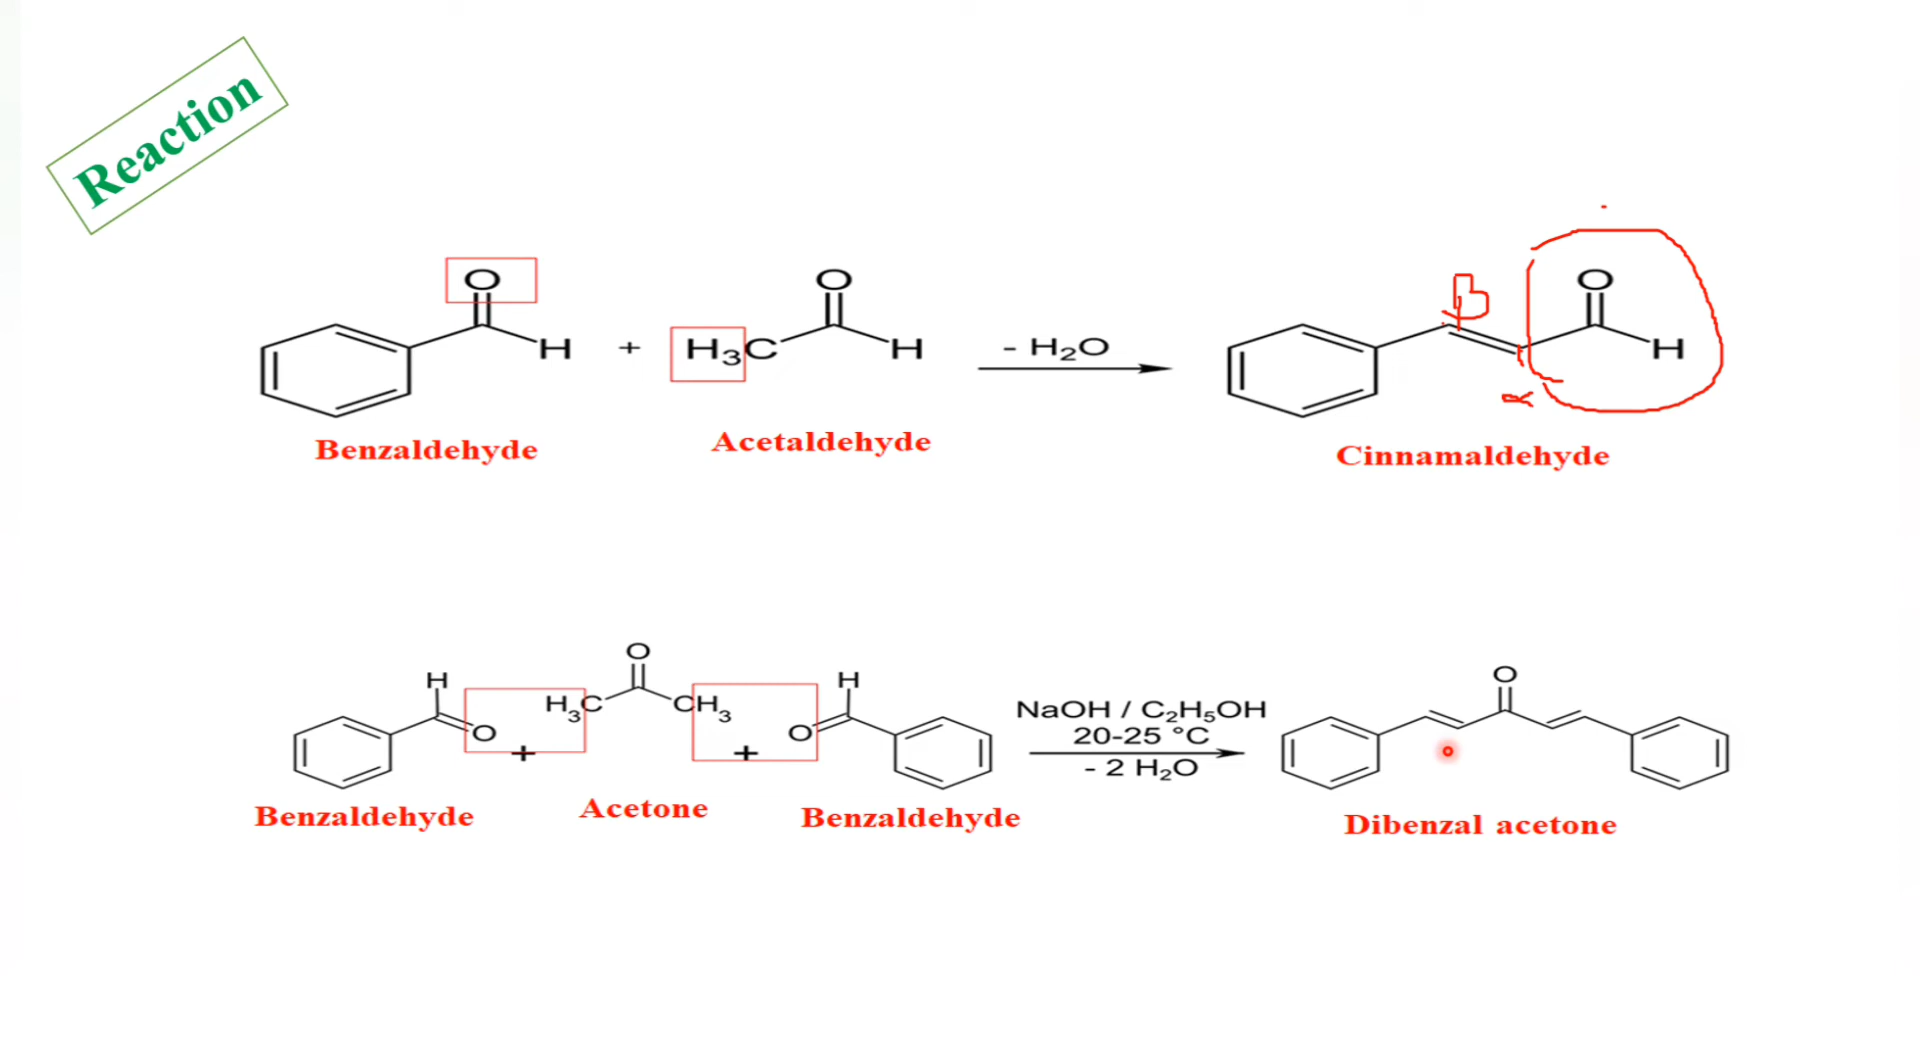 Reaction
O
H
+
H₃C
O
H
- H₂O
β
α
O
H
Benzaldehyde
Acetaldehyde
Cinnamaldehyde
H
O
+
H₃C
O
CH₃
+
H
O
NaOH / C₂H₅OH
20-25 °C
- 2 H₂O
O
Benzaldehyde
Acetone
Benzaldehyde
Dibenzal acetone